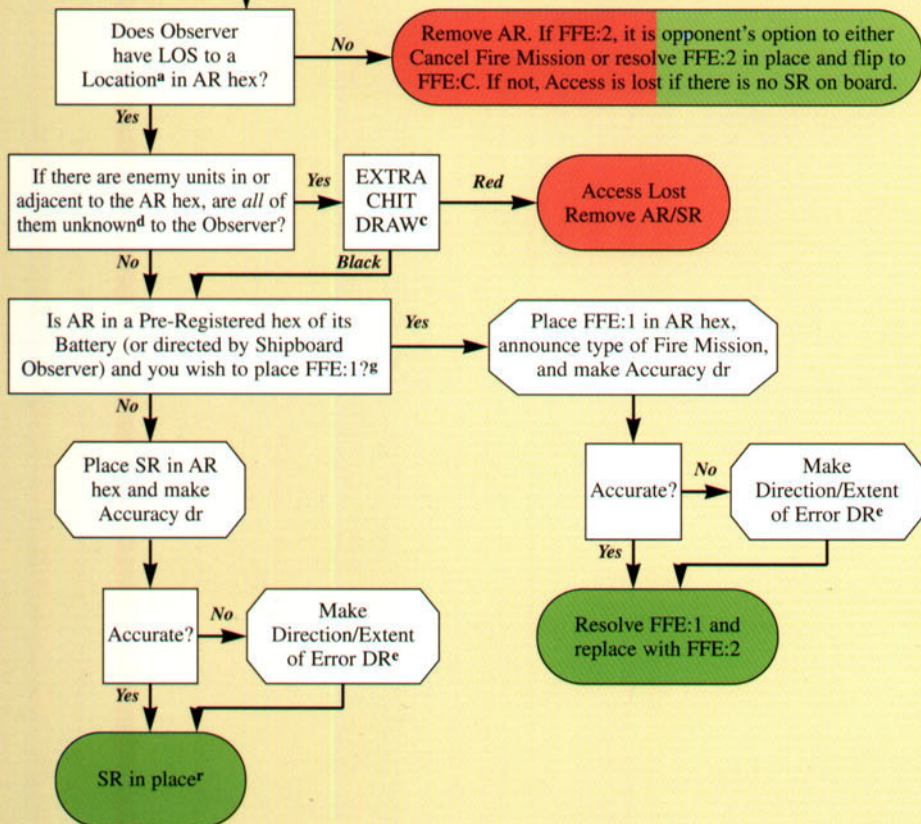 Does Observer
have LOS to a
Locationᵃ in AR hex?
No
Remove AR. If FFE:2, it is opponent's option to either
Cancel Fire Mission or resolve FFE:2 in place and flip to
FFE:C. If not, Access is lost if there is no SR on board.
Yes
If there are enemy units in or
adjacent to the AR hex, are all of
them unknownᵈ to the Observer?
Yes
EXTRA
CHIT
DRAWᶜ
Red
Access Lost
Remove AR/SR
No
Black
Is AR in a Pre-Registered hex of its
Battery (or directed by Shipboard
Observer) and you wish to place FFE:1?ᵍ
Yes
Place FFE:1 in AR hex,
announce type of Fire Mission,
and make Accuracy dr
No
Place SR in AR
hex and make
Accuracy dr
Accurate?
No
Make
Direction/Extent
of Error DRᵉ
Yes
Resolve FFE:1 and
replace with FFE:2
Accurate?
No
Make
Direction/Extent
of Error DRᵉ
Yes
SR in placeʳ